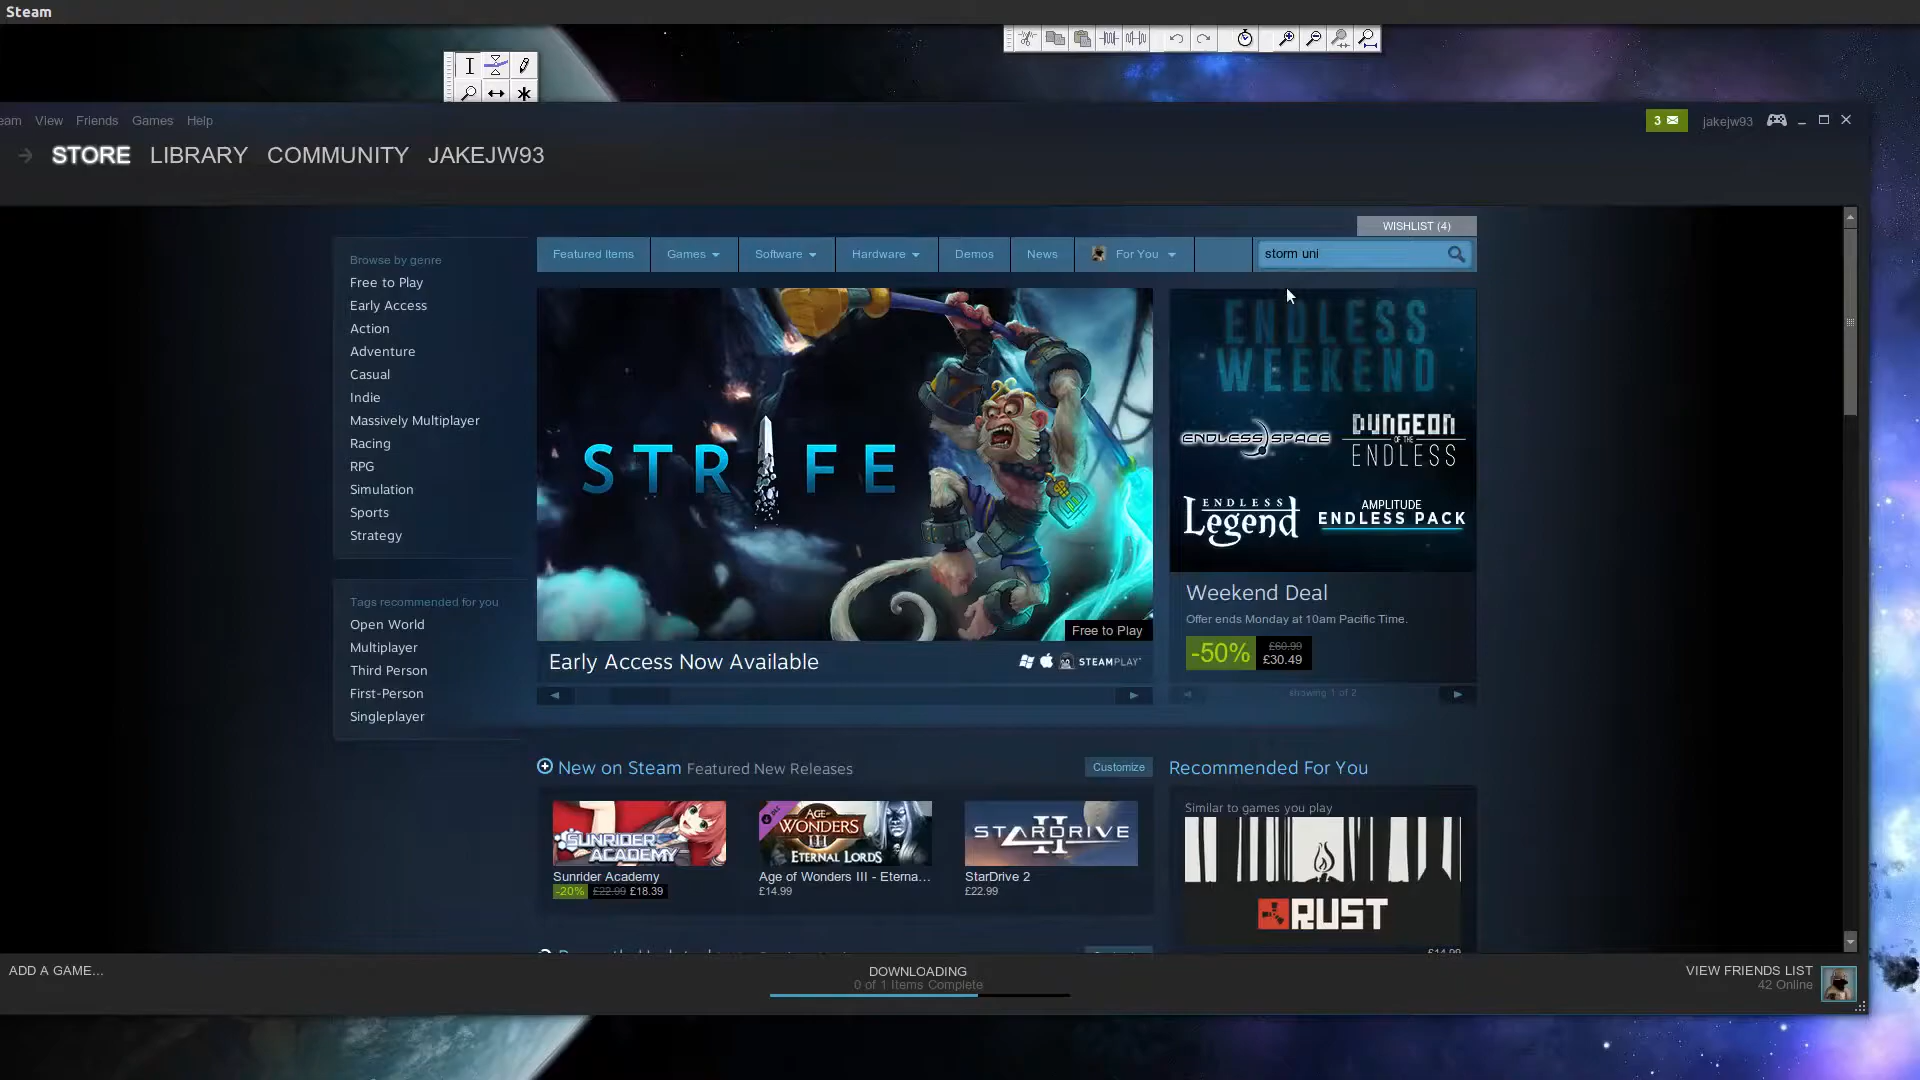 Steam
eam View Friends Games Help
3 jakejw93
STORE LIBRARY COMMUNITY JAKEJW93
WISHLIST (4)
Featured Items Games Software Hardware Demos News For You storm uni
Browse by genre
Free to Play
Early Access
Action
Adventure
Casual
Indie
Massively Multiplayer
Racing
RPG
Simulation
Sports
Strategy
Tags recommended for you
Open World
Multiplayer
Third Person
First-Person
Singleplayer
STRIFE
Free to Play
Early Access Now Available
STEAMPLAY
ENDLESS
WEEKEND
ENDLESS SPACE
DUNGEON
OF THE
ENDLESS
ENDLESS
Legend
AMPLITUDE
ENDLESS PACK
Weekend Deal
Offer ends Monday at 10am Pacific Time.
-50% £60.99
£30.49
showing 1 of 2
New on Steam Featured New Releases Customize
SUNRIDER
ACADEMY
Sunrider Academy
-20% £22.99 £18.39
DLC
AGE OF
WONDERS
III
ETERNAL LORDS
Age of Wonders III - Eterna...
£14.99
STARDRIVE
II
StarDrive 2
£22.99
Recommended For You
Similar to games you play
RUST
£14.99
ADD A GAME...
DOWNLOADING
0 of 1 Items Complete
VIEW FRIENDS LIST
42 Online